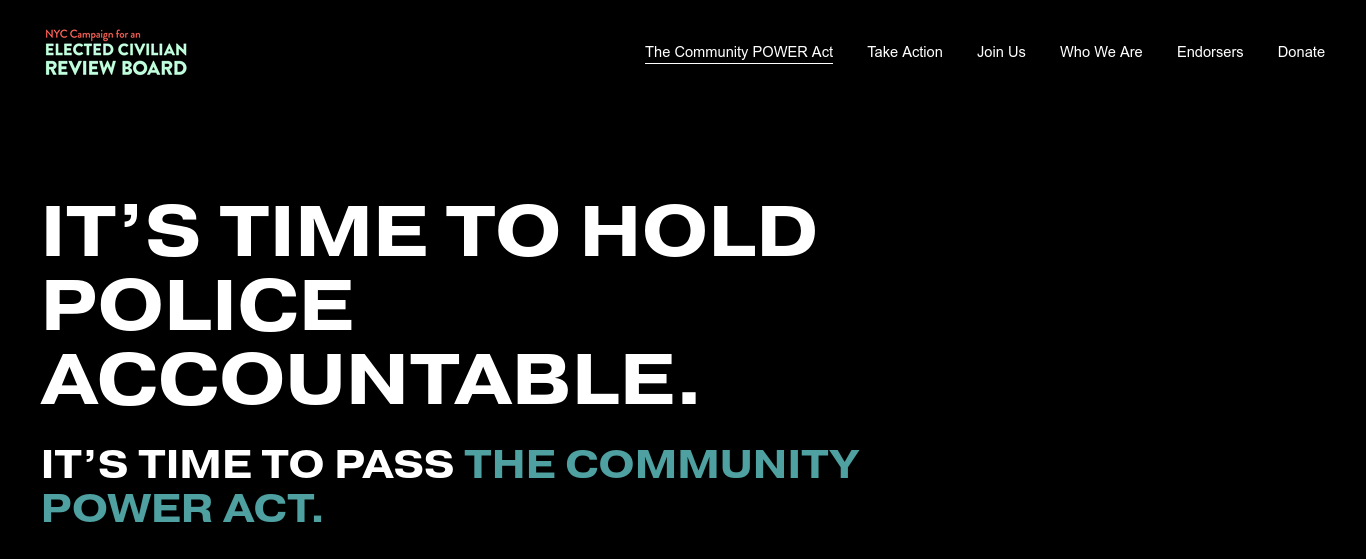 NYC Campaign for an
ELECTED CIVILIAN
REVIEW BOARD
The Community POWER Act
Take Action
Join Us
Who We Are
Endorsers
Donate
IT’S TIME TO HOLD
POLICE
ACCOUNTABLE.
IT’S TIME TO PASS THE COMMUNITY
POWER ACT.